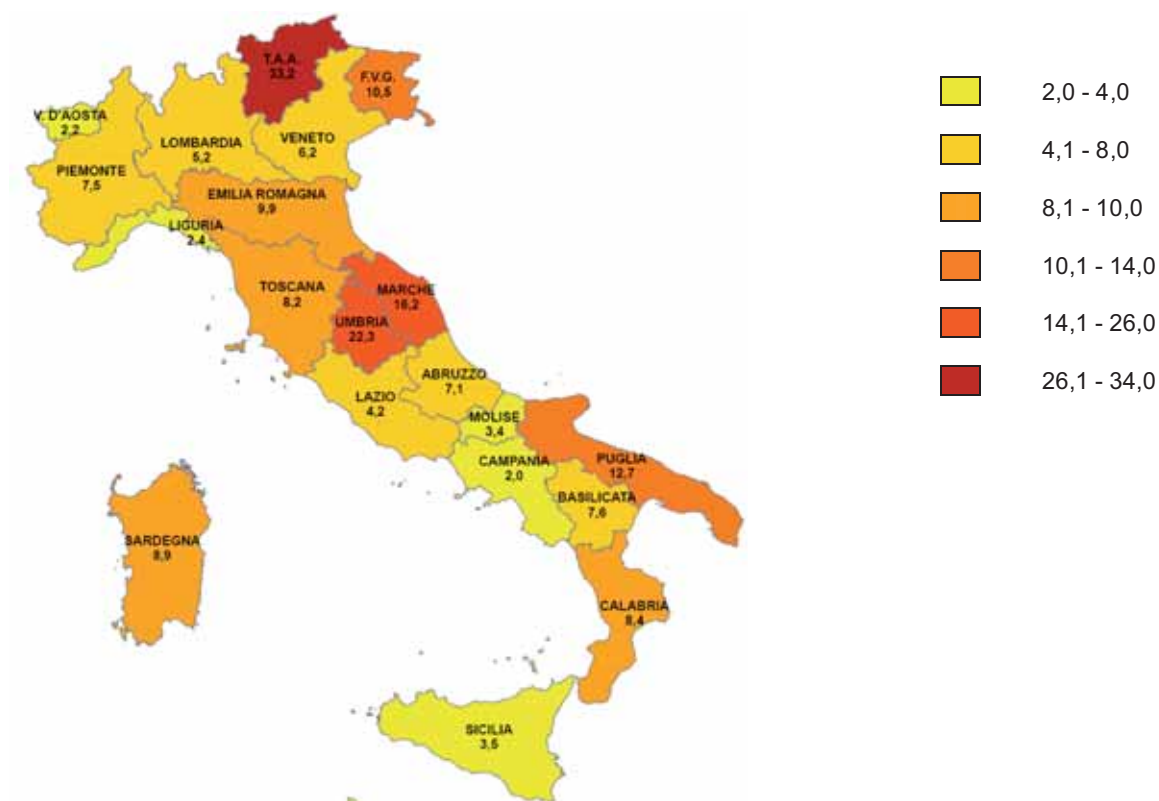 T.A.A.
33,2
F.V.G.
10,5
V. D'AOSTA
2,2
LOMBARDIA
5,2
VENETO
6,2
PIEMONTE
7,5
EMILIA ROMAGNA
9,9
LIGURIA
2,4
TOSCANA
8,2
MARCHE
16,2
UMBRIA
22,3
ABRUZZO
7,1
LAZIO
4,2
MOLISE
3,4
CAMPANIA
2,0
PUGLIA
12,7
BASILICATA
7,6
SARDEGNA
8,9
CALABRIA
8,4
SICILIA
3,5
2,0 - 4,0
4,1 - 8,0
8,1 - 10,0
10,1 - 14,0
14,1 - 26,0
26,1 - 34,0